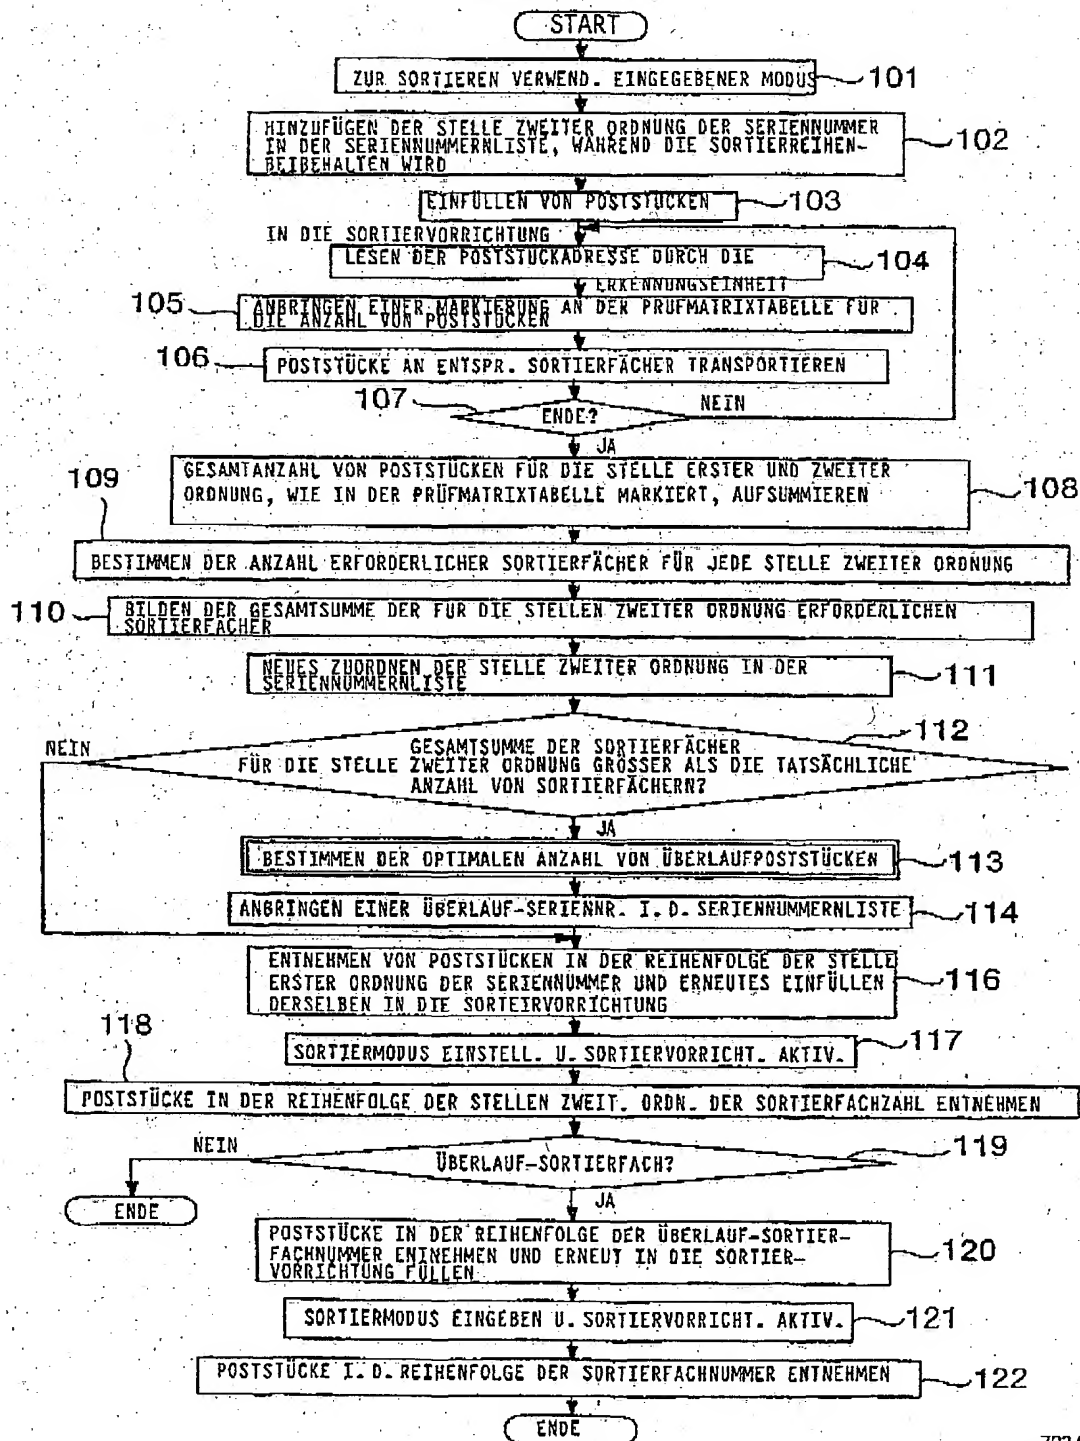 START
ZUR SORTIEREN VERWEND. EINGEGEBENER MODUS
101
HINZUFÜGEN DER STELLE ZWEITER ORDNUNG DER SERIENNUMMER
IN DER SERIENNUMMERNLISTE, WÄHREND DIE SORTIERREIHEN-
BEIBEHALTEN WIRD
102
EINFÜLLEN VON POSTSTÜCKEN
103
IN DIE SORTIERVORRICHTUNG
LESEN DER POSTSTÜCKADRESSE DURCH DIE
104
ERKENNUNGSEINHEIT
105
ANBRINGEN EINER MARKIERUNG AN DER PRÜFMATRIXTABELLE FÜR
DIE ANZAHL VON POSTSTÜCKEN
106
POSTSTÜCKE AN ENTSPR. SORTIERFÄCHER TRANSPORTIEREN
107
ENDE?
NEIN
JA
GESAMTANZAHL VON POSTSTÜCKEN FÜR DIE STELLE ERSTER UND ZWEITER
ORDNUNG, WIE IN DER PRÜFMATRIXTABELLE MARKIERT, AUFSUMMIEREN
108
109
BESTIMMEN DER ANZAHL ERFORDERLICHER SORTIERFÄCHER FÜR JEDE STELLE ZWEITER ORDNUNG
110
BILDEN DER GESAMTSUMME DER FÜR DIE STELLEN ZWEITER ORDNUNG ERFORDERLICHEN
SORTIERFÄCHER
NEUES ZUORDNEN DER STELLE ZWEITER ORDNUNG IN DER
SERIENNUMMERNLISTE
111
112
NEIN
GESAMTSUMME DER SORTIERFÄCHER
FÜR DIE STELLE ZWEITER ORDNUNG GRÖSSER ALS DIE TATSÄCHLICHE
ANZAHL VON SORTIERFÄCHERN?
JA
BESTIMMEN DER OPTIMALEN ANZAHL VON ÜBERLAUFPOSTSTÜCKEN
113
ANBRINGEN EINER ÜBERLAUF-SERIENNR. I. D. SERIENNUMMERNLISTE
114
ENTNEHMEN VON POSTSTÜCKEN IN DER REIHENFOLGE DER STELLE
ERSTER ORDNUNG DER SERIENNUMMER UND ERNEUTES EINFÜLLEN
DERSELBEN IN DIE SORTEIRVORRICHTUNG
116
SORTIERMODUS EINSTELL. U. SORTIERVORRICHT. AKTIV.
117
118
POSTSTÜCKE IN DER REIHENFOLGE DER STELLEN ZWEIT. ORDN. DER SORTIERFACHZAHL ENTNEHMEN
NEIN
ÜBERLAUF-SORTIERFACH?
119
JA
ENDE
POSTSTÜCKE IN DER REIHENFOLGE DER ÜBERLAUF-SORTIER-
FACHNUMMER ENTNEHMEN UND ERNEUT IN DIE SORTIER-
VORRICHTUNG FÜLLEN
120
SORTIERMODUS EINGEBEN U. SORTIERVORRICHT. AKTIV.
121
POSTSTÜCKE I. D. REIHENFOLGE DER SORTIERFACHNUMMER ENTNEHMEN
122
ENDE